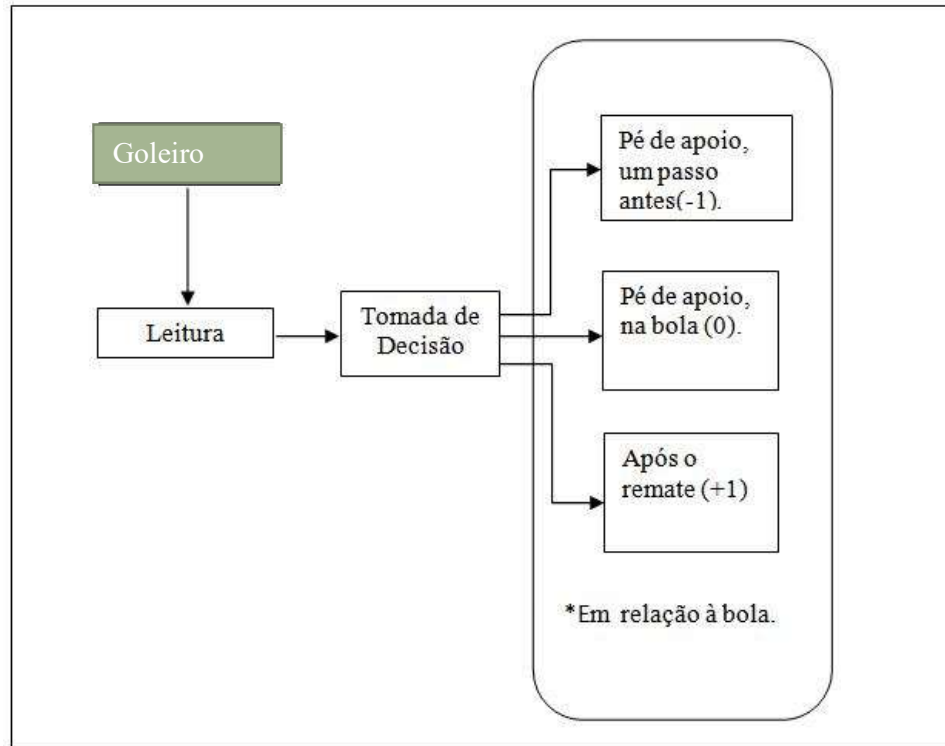 Goleiro
Leitura
Tomada de
Decisão
Pé de apoio,
um passo
antes(-1).
Pé de apoio,
na bola (0).
Após o
remate (+1)
*Em relação à bola.